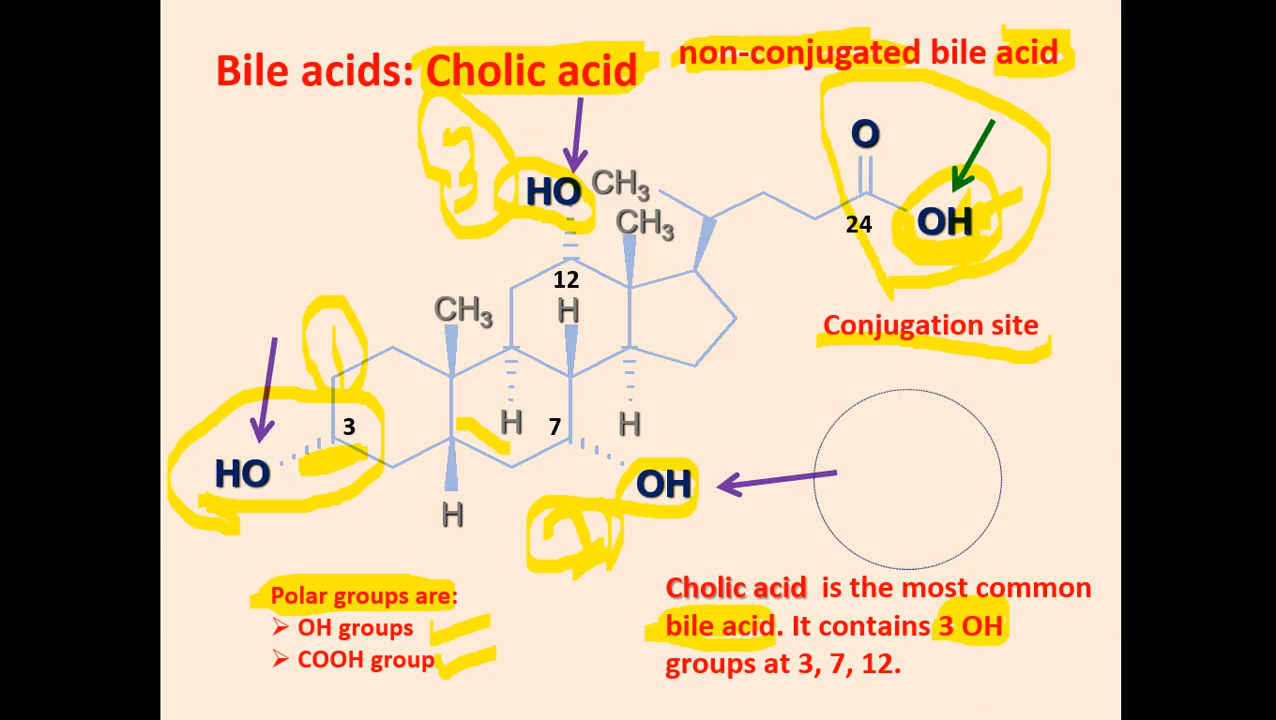 Bile acids: Cholic acid
non-conjugated bile acid
O
HO
CH3
CH3
24
OH
12
H
CH3
Conjugation site
3
7
H
H
HO
OH
H
Polar groups are:
➢ OH groups
➢ COOH group
Cholic acid is the most common
bile acid. It contains 3 OH
groups at 3, 7, 12.